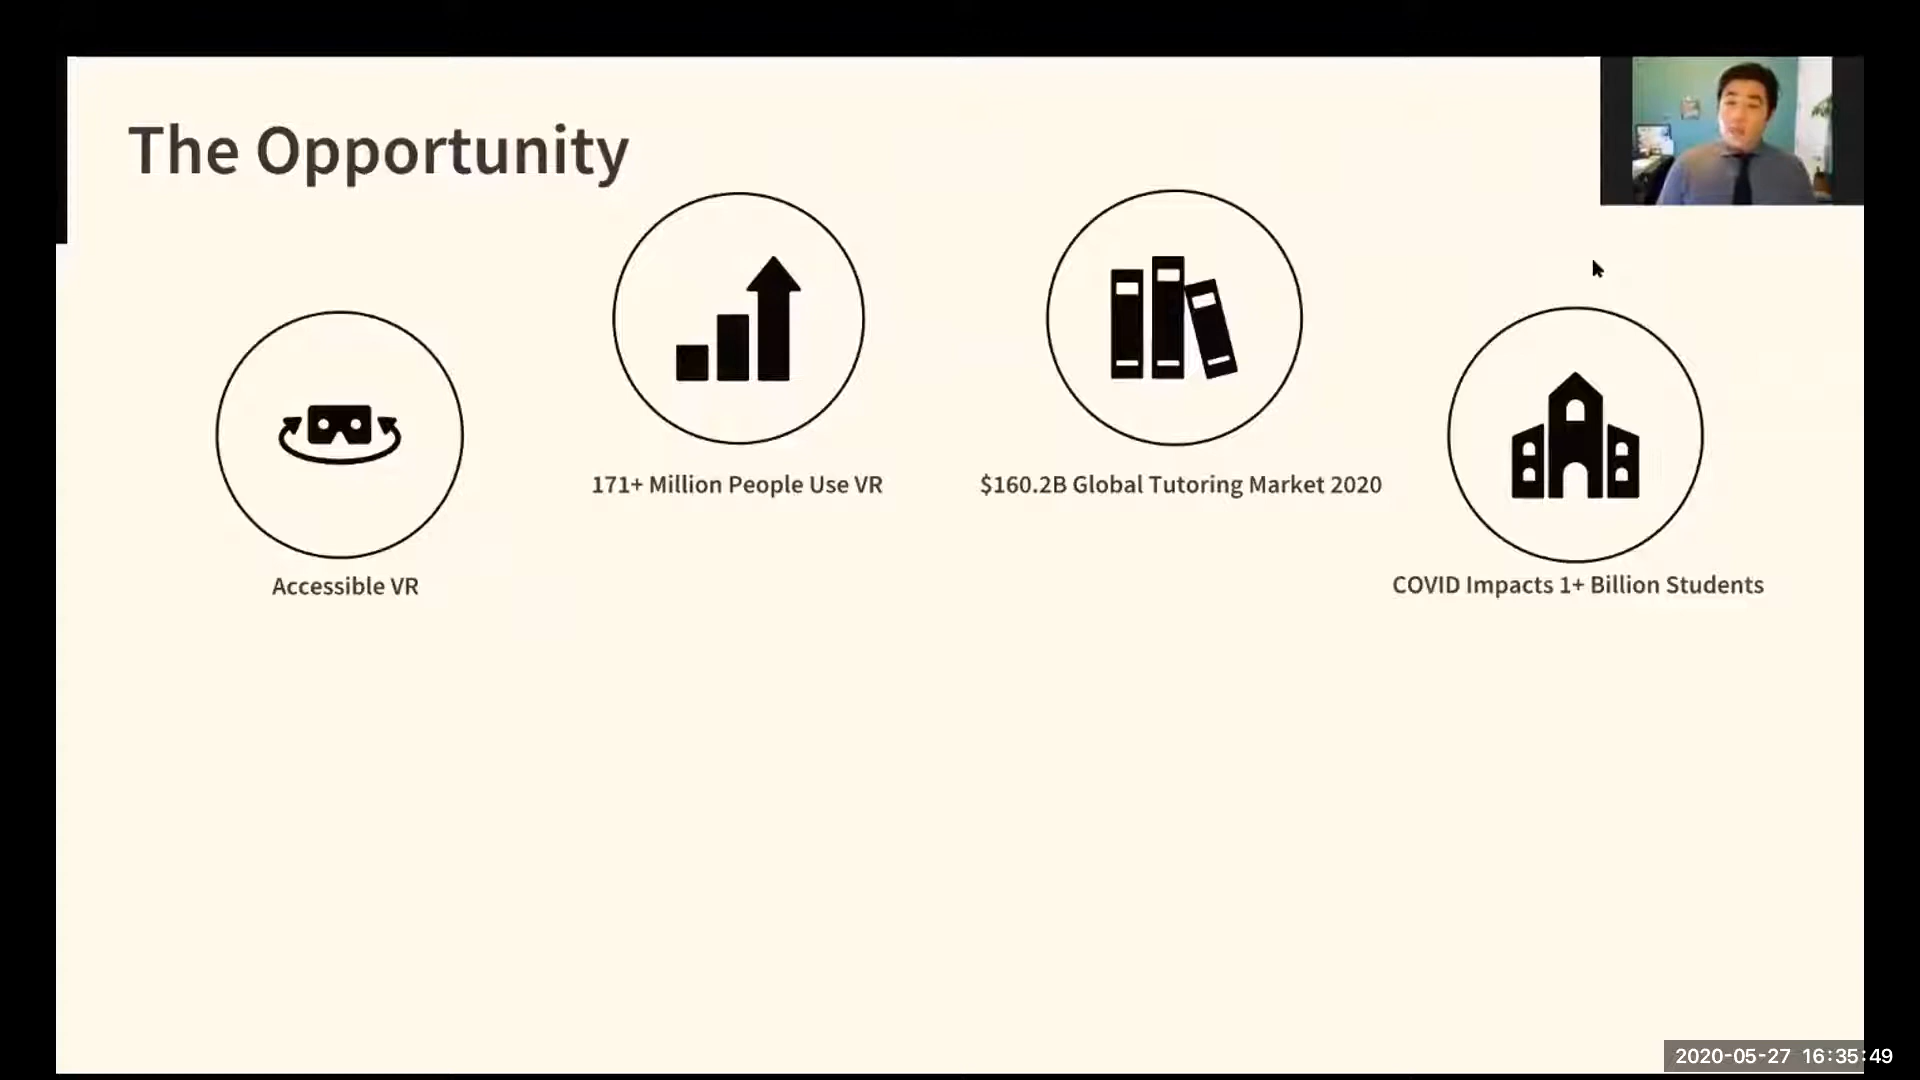 The Opportunity
171+ Million People Use VR
$160.2B Global Tutoring Market 2020
Accessible VR
COVID Impacts 1+ Billion Students
2020-05-27 16:35:49